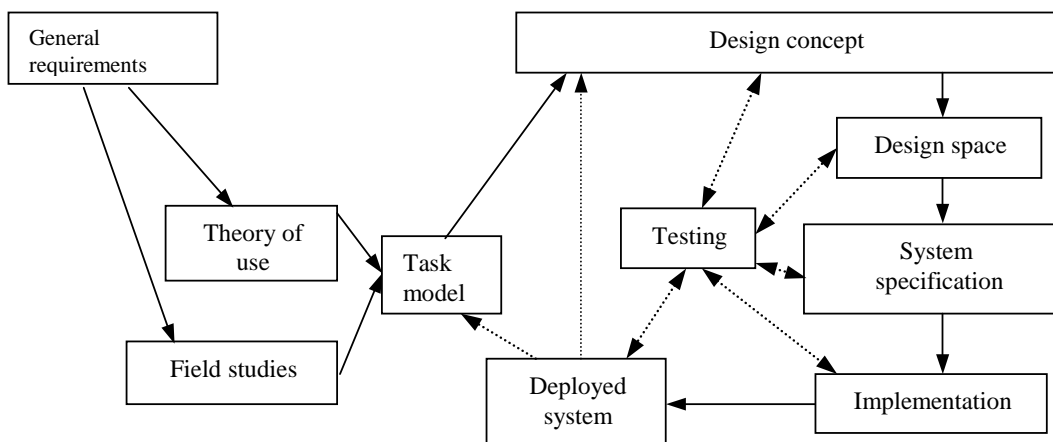 General
requirements
Design concept
Design space
Theory of
use
Testing
Task
model
System
specification
Field studies
Deployed
system
Implementation